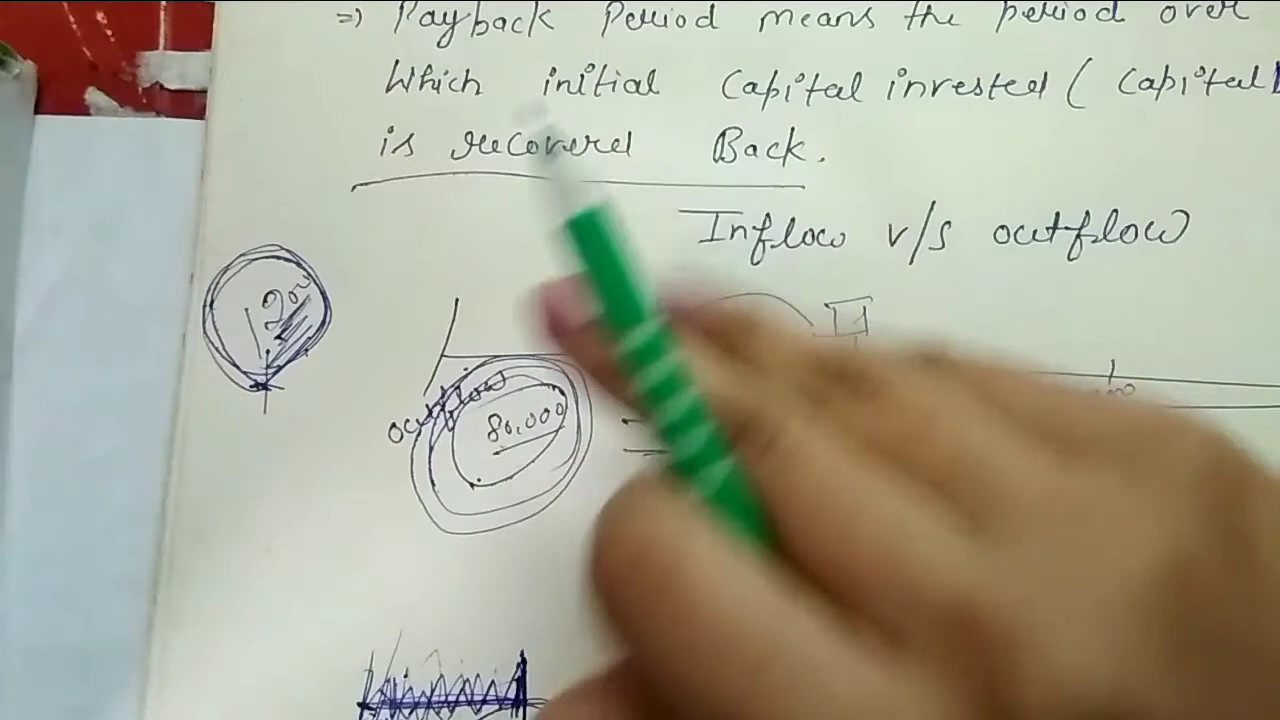 =) Payback Period means the period over
which initial Capital invested ( Capital
is recovered Back.
Inflow v/s outflow
1200
outflow
80,000